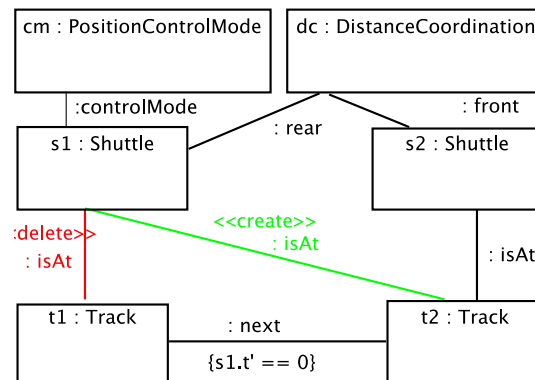 cm : PositionControlMode
dc : DistanceCoordination
:controlMode
: front
: rear
s1 : Shuttle
s2 : Shuttle
<<create>>
: isAt
:delete>>
: isAt
: isAt
t1 : Track
: next
t2 : Track
{s1.t' == 0}